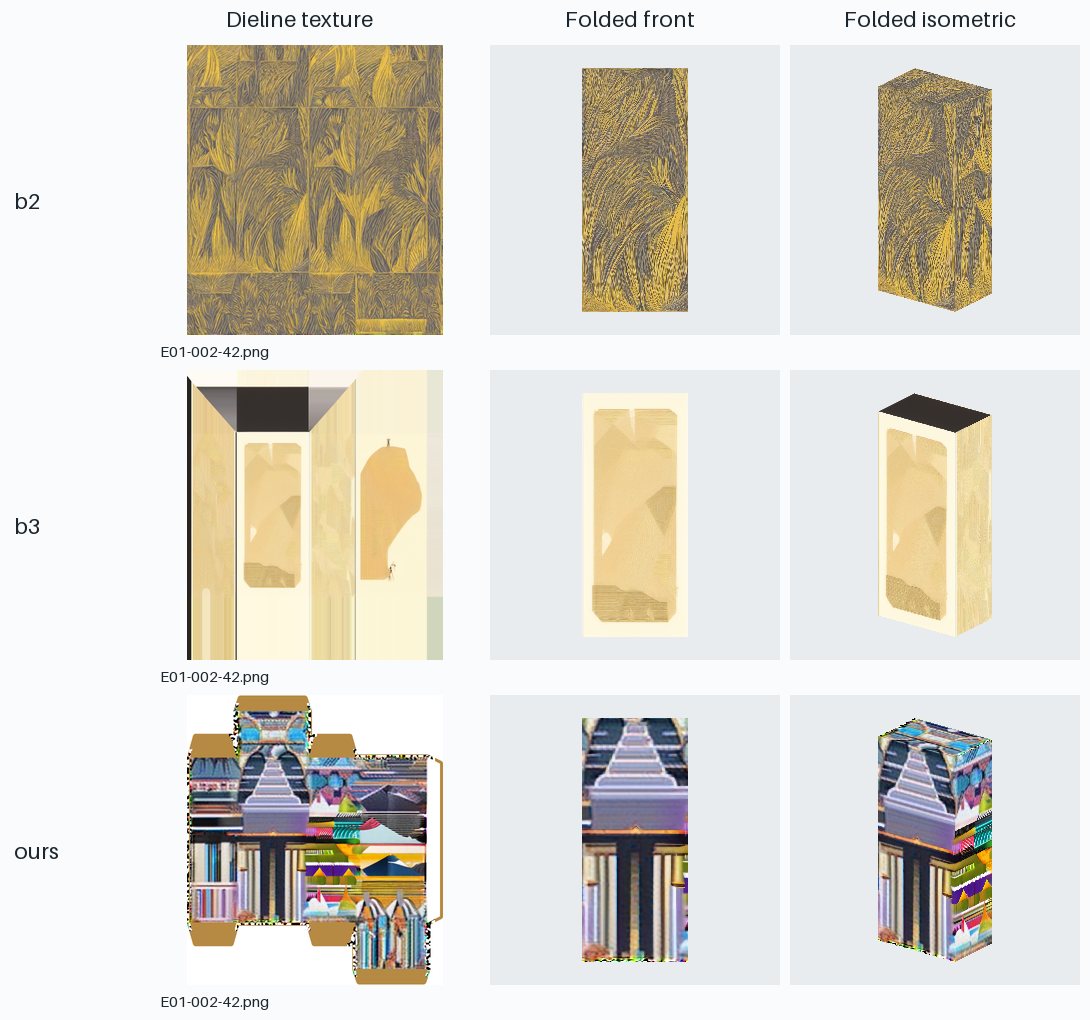 Dieline texture
Folded front
Folded isometric
b2
E01-002-42.png
b3
E01-002-42.png
ours
E01-002-42.png